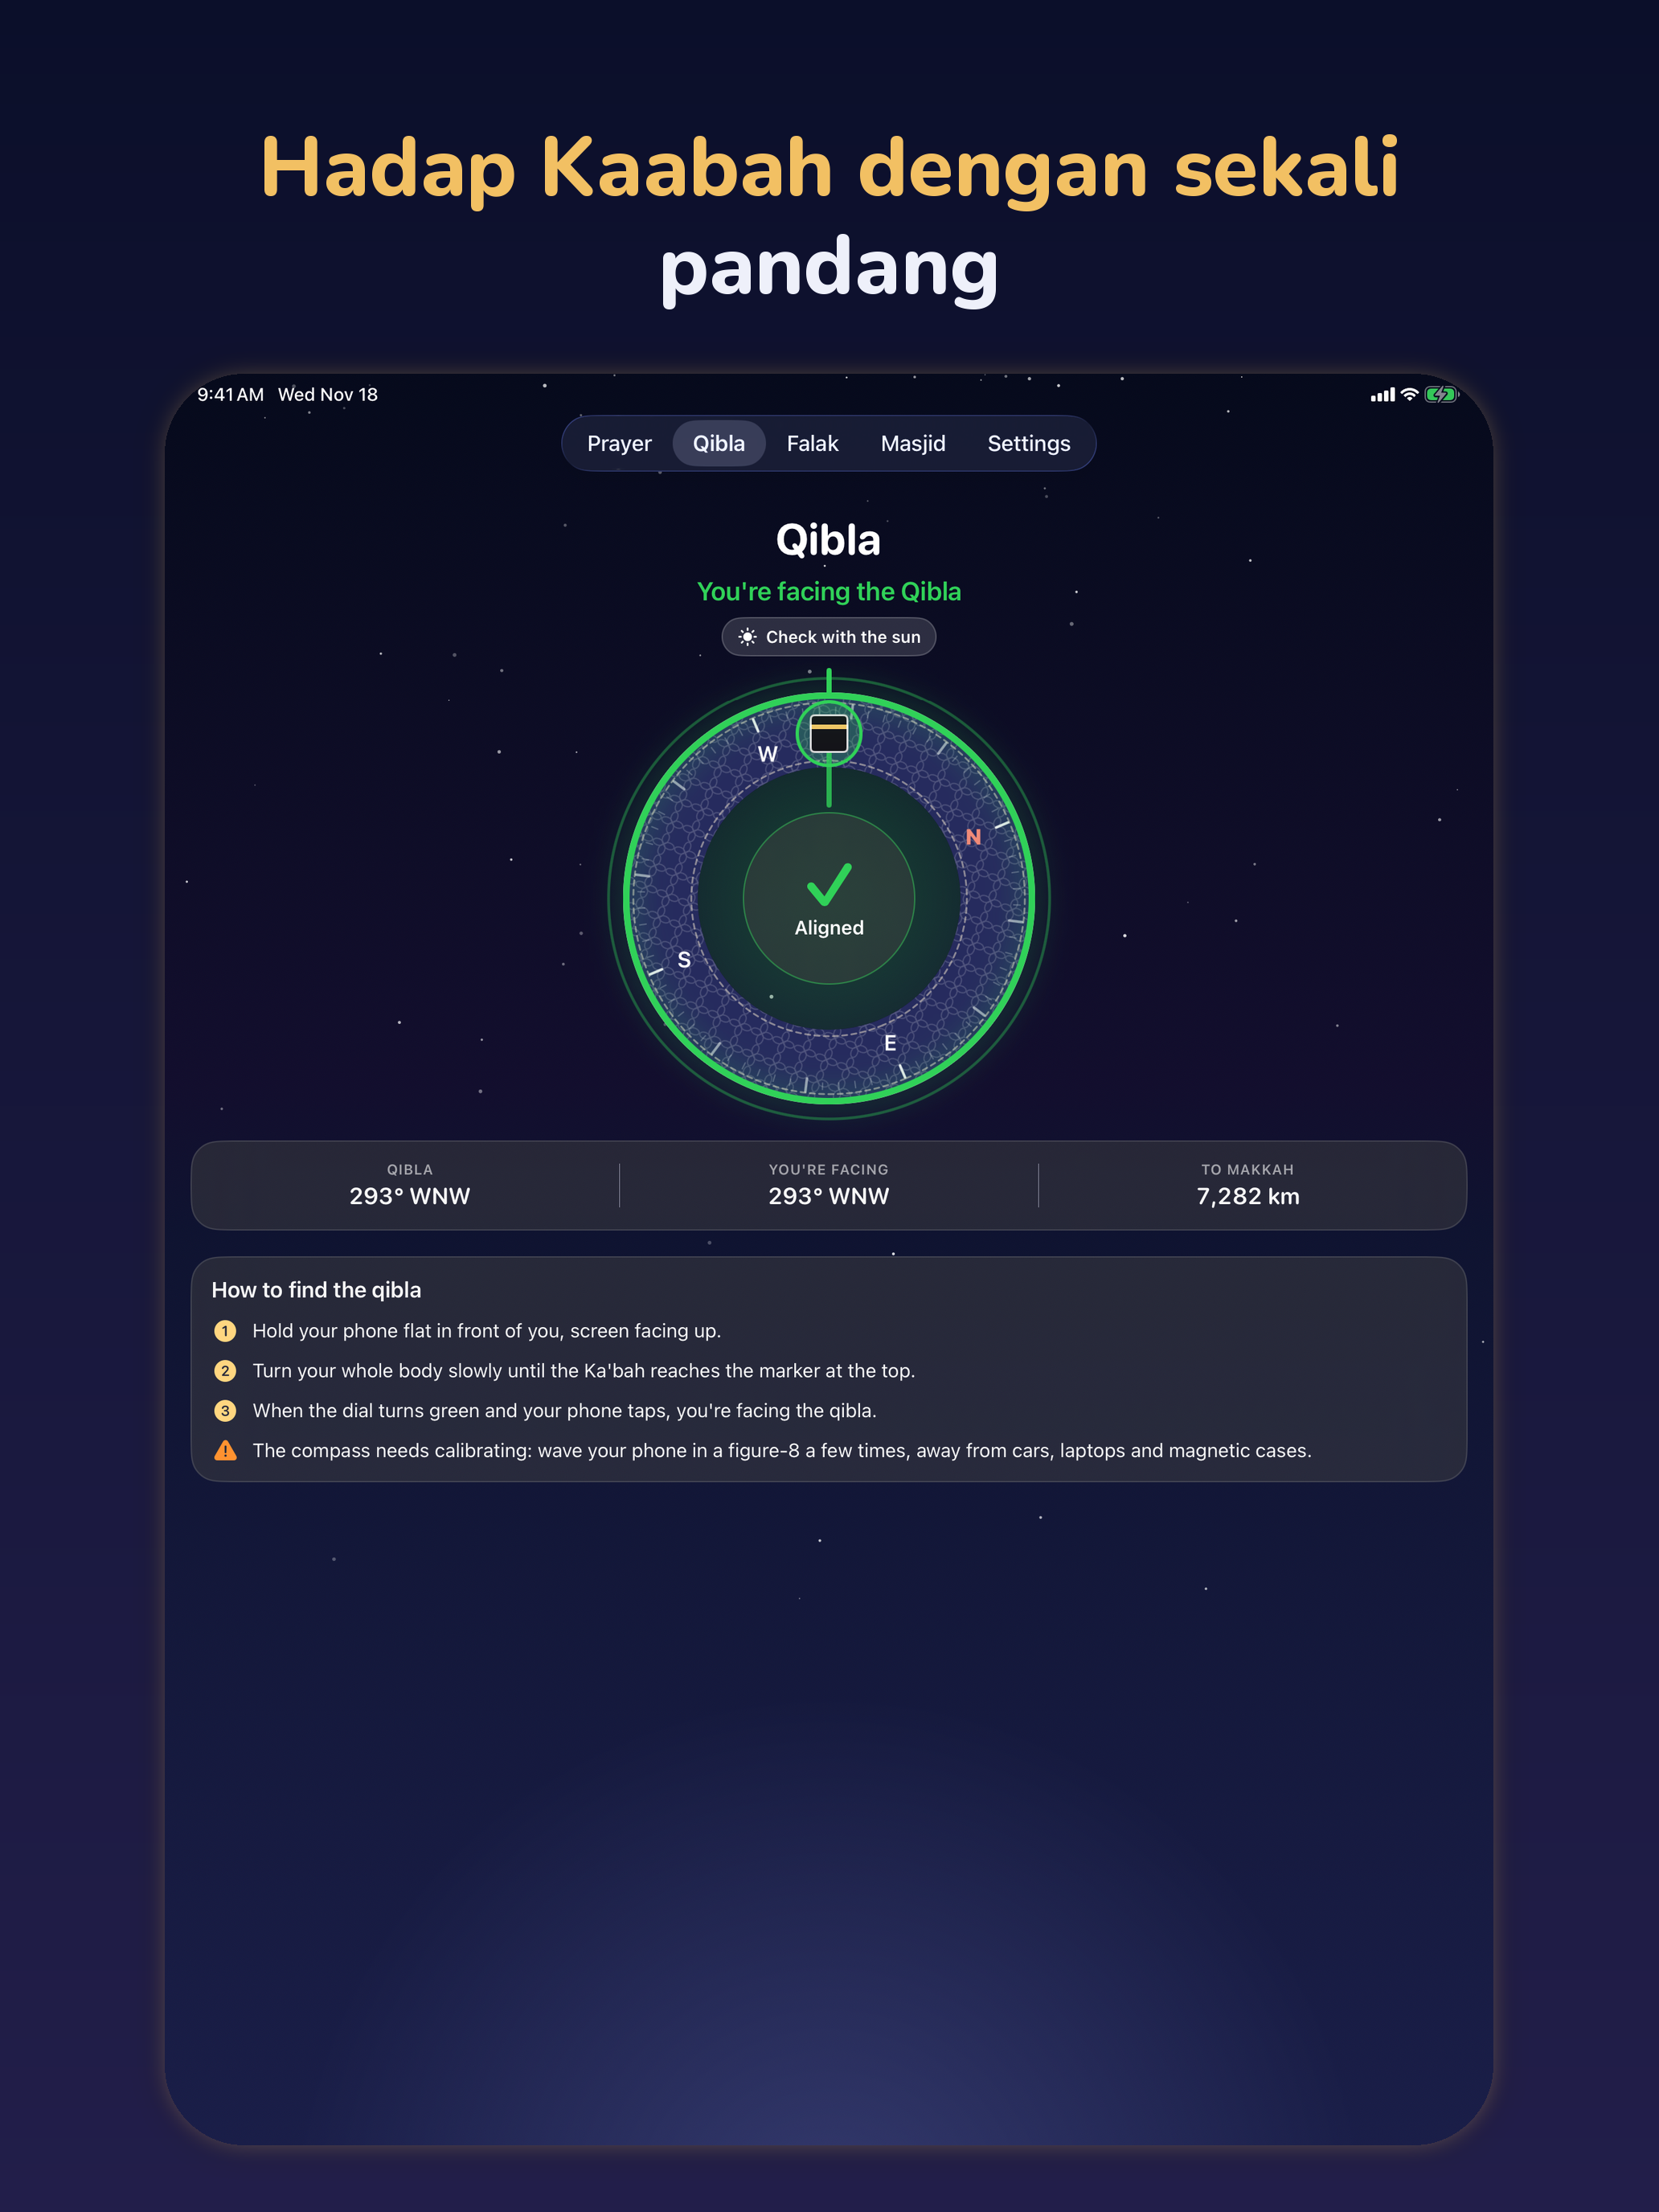 Hadap Kaabah dengan sekali
pandang
9:41 AM Wed Nov 18
Prayer Qibla Falak Masjid Settings
Qibla
You're facing the Qibla
Check with the sun
W
N
Aligned
S
E
QIBLA YOU'RE FACING TO MAKKAH
293° WNW 293° WNW 7,282 km
How to find the qibla
1 Hold your phone flat in front of you, screen facing up.
2 Turn your whole body slowly until the Ka'bah reaches the marker at the top.
3 When the dial turns green and your phone taps, you're facing the qibla.
The compass needs calibrating: wave your phone in a figure-8 a few times, away from cars, laptops and magnetic cases.